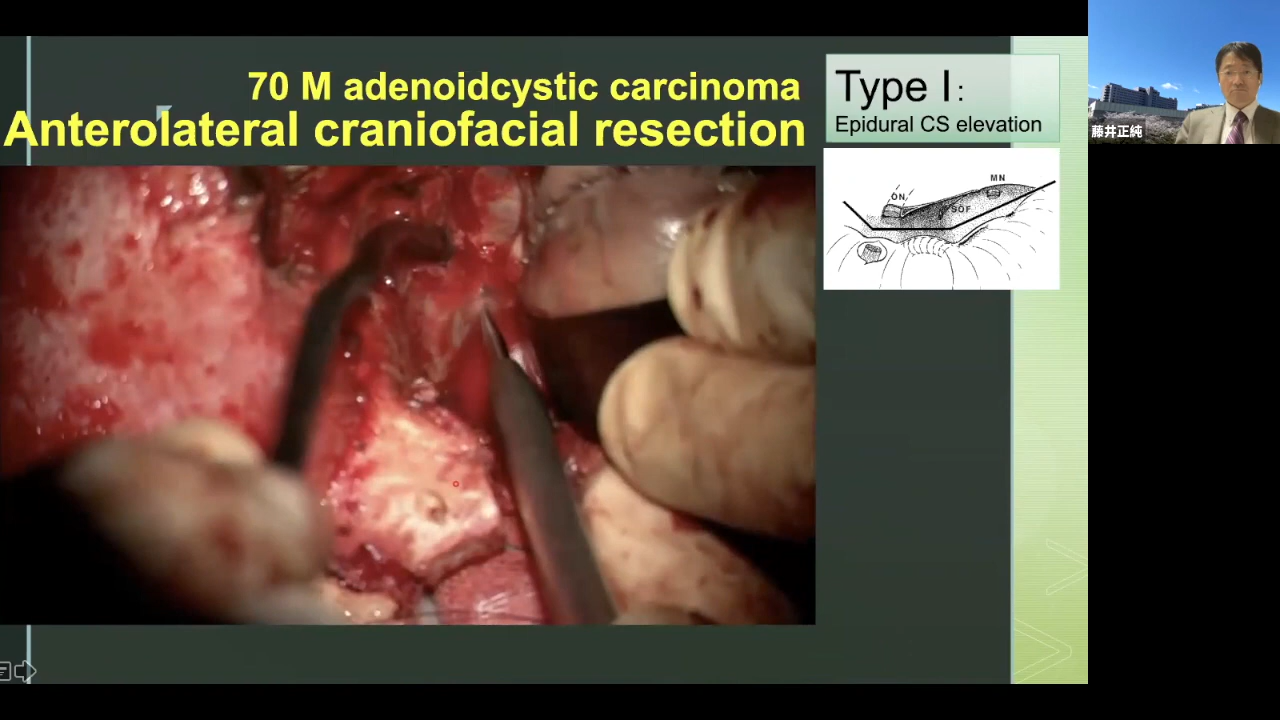 70 M adenoidcystic carcinoma
Anterolateral craniofacial resection
Type I:
Epidural CS elevation
MN
ON
SOF
藤井正純